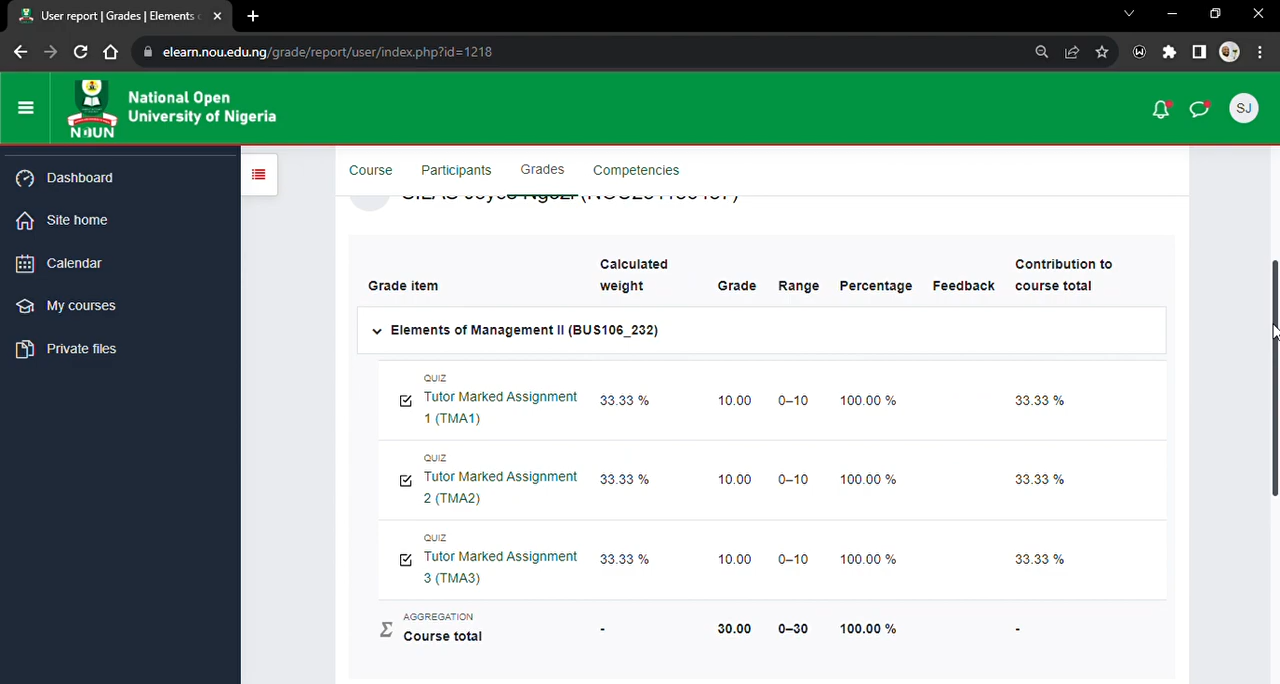 User report | Grades | Elements
elearn.nou.edu.ng/grade/report/user/index.php?id=1218
National Open
University of Nigeria
NOUN
SJ
Dashboard
Site home
Calendar
My courses
Private files
Course Participants Grades Competencies
Grade item Calculated weight Grade Range Percentage Feedback Contribution to course total
Elements of Management II (BUS106_232)
QUIZ
Tutor Marked Assignment 33.33 % 10.00 0–10 100.00 % 33.33 %
1 (TMA1)
QUIZ
Tutor Marked Assignment 33.33 % 10.00 0–10 100.00 % 33.33 %
2 (TMA2)
QUIZ
Tutor Marked Assignment 33.33 % 10.00 0–10 100.00 % 33.33 %
3 (TMA3)
AGGREGATION
Σ Course total - 30.00 0–30 100.00 % -